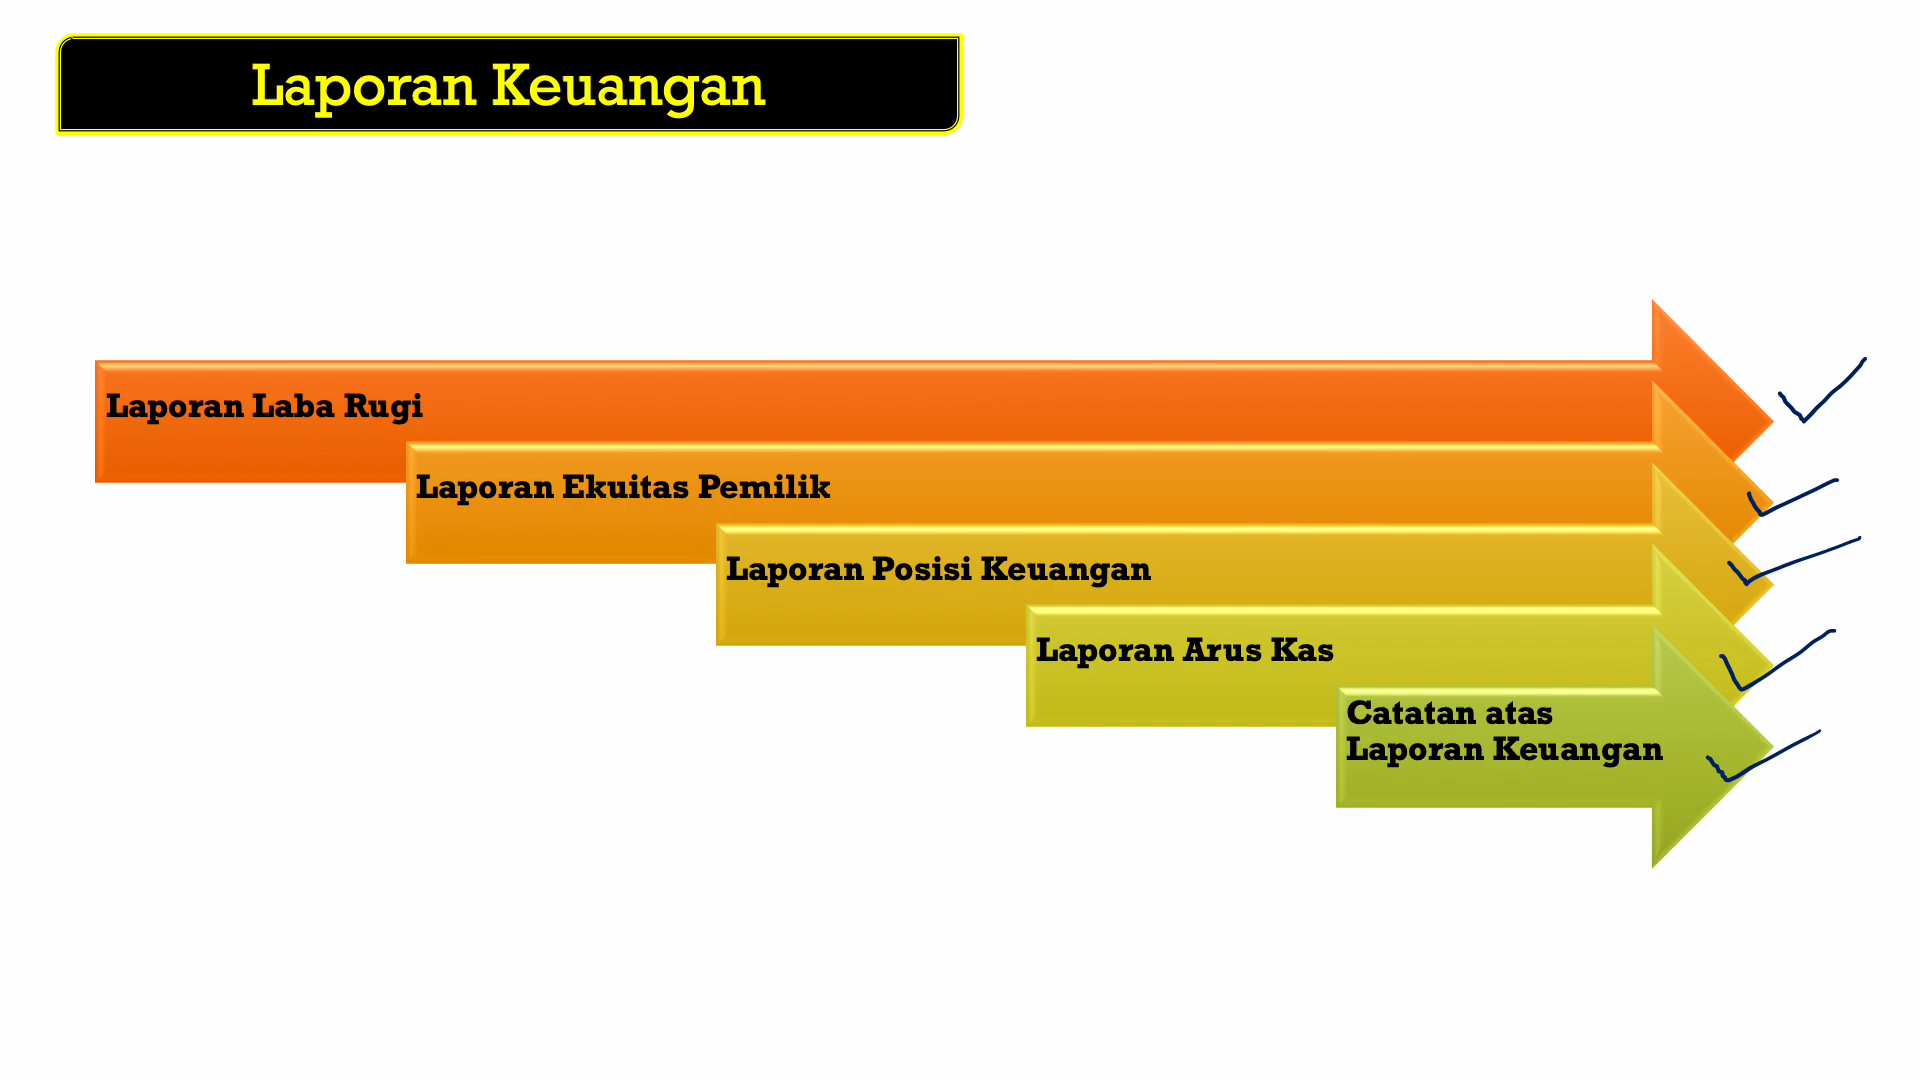 Laporan Keuangan
Laporan Laba Rugi
Laporan Ekuitas Pemilik
Laporan Posisi Keuangan
Laporan Arus Kas
Catatan atas
Laporan Keuangan